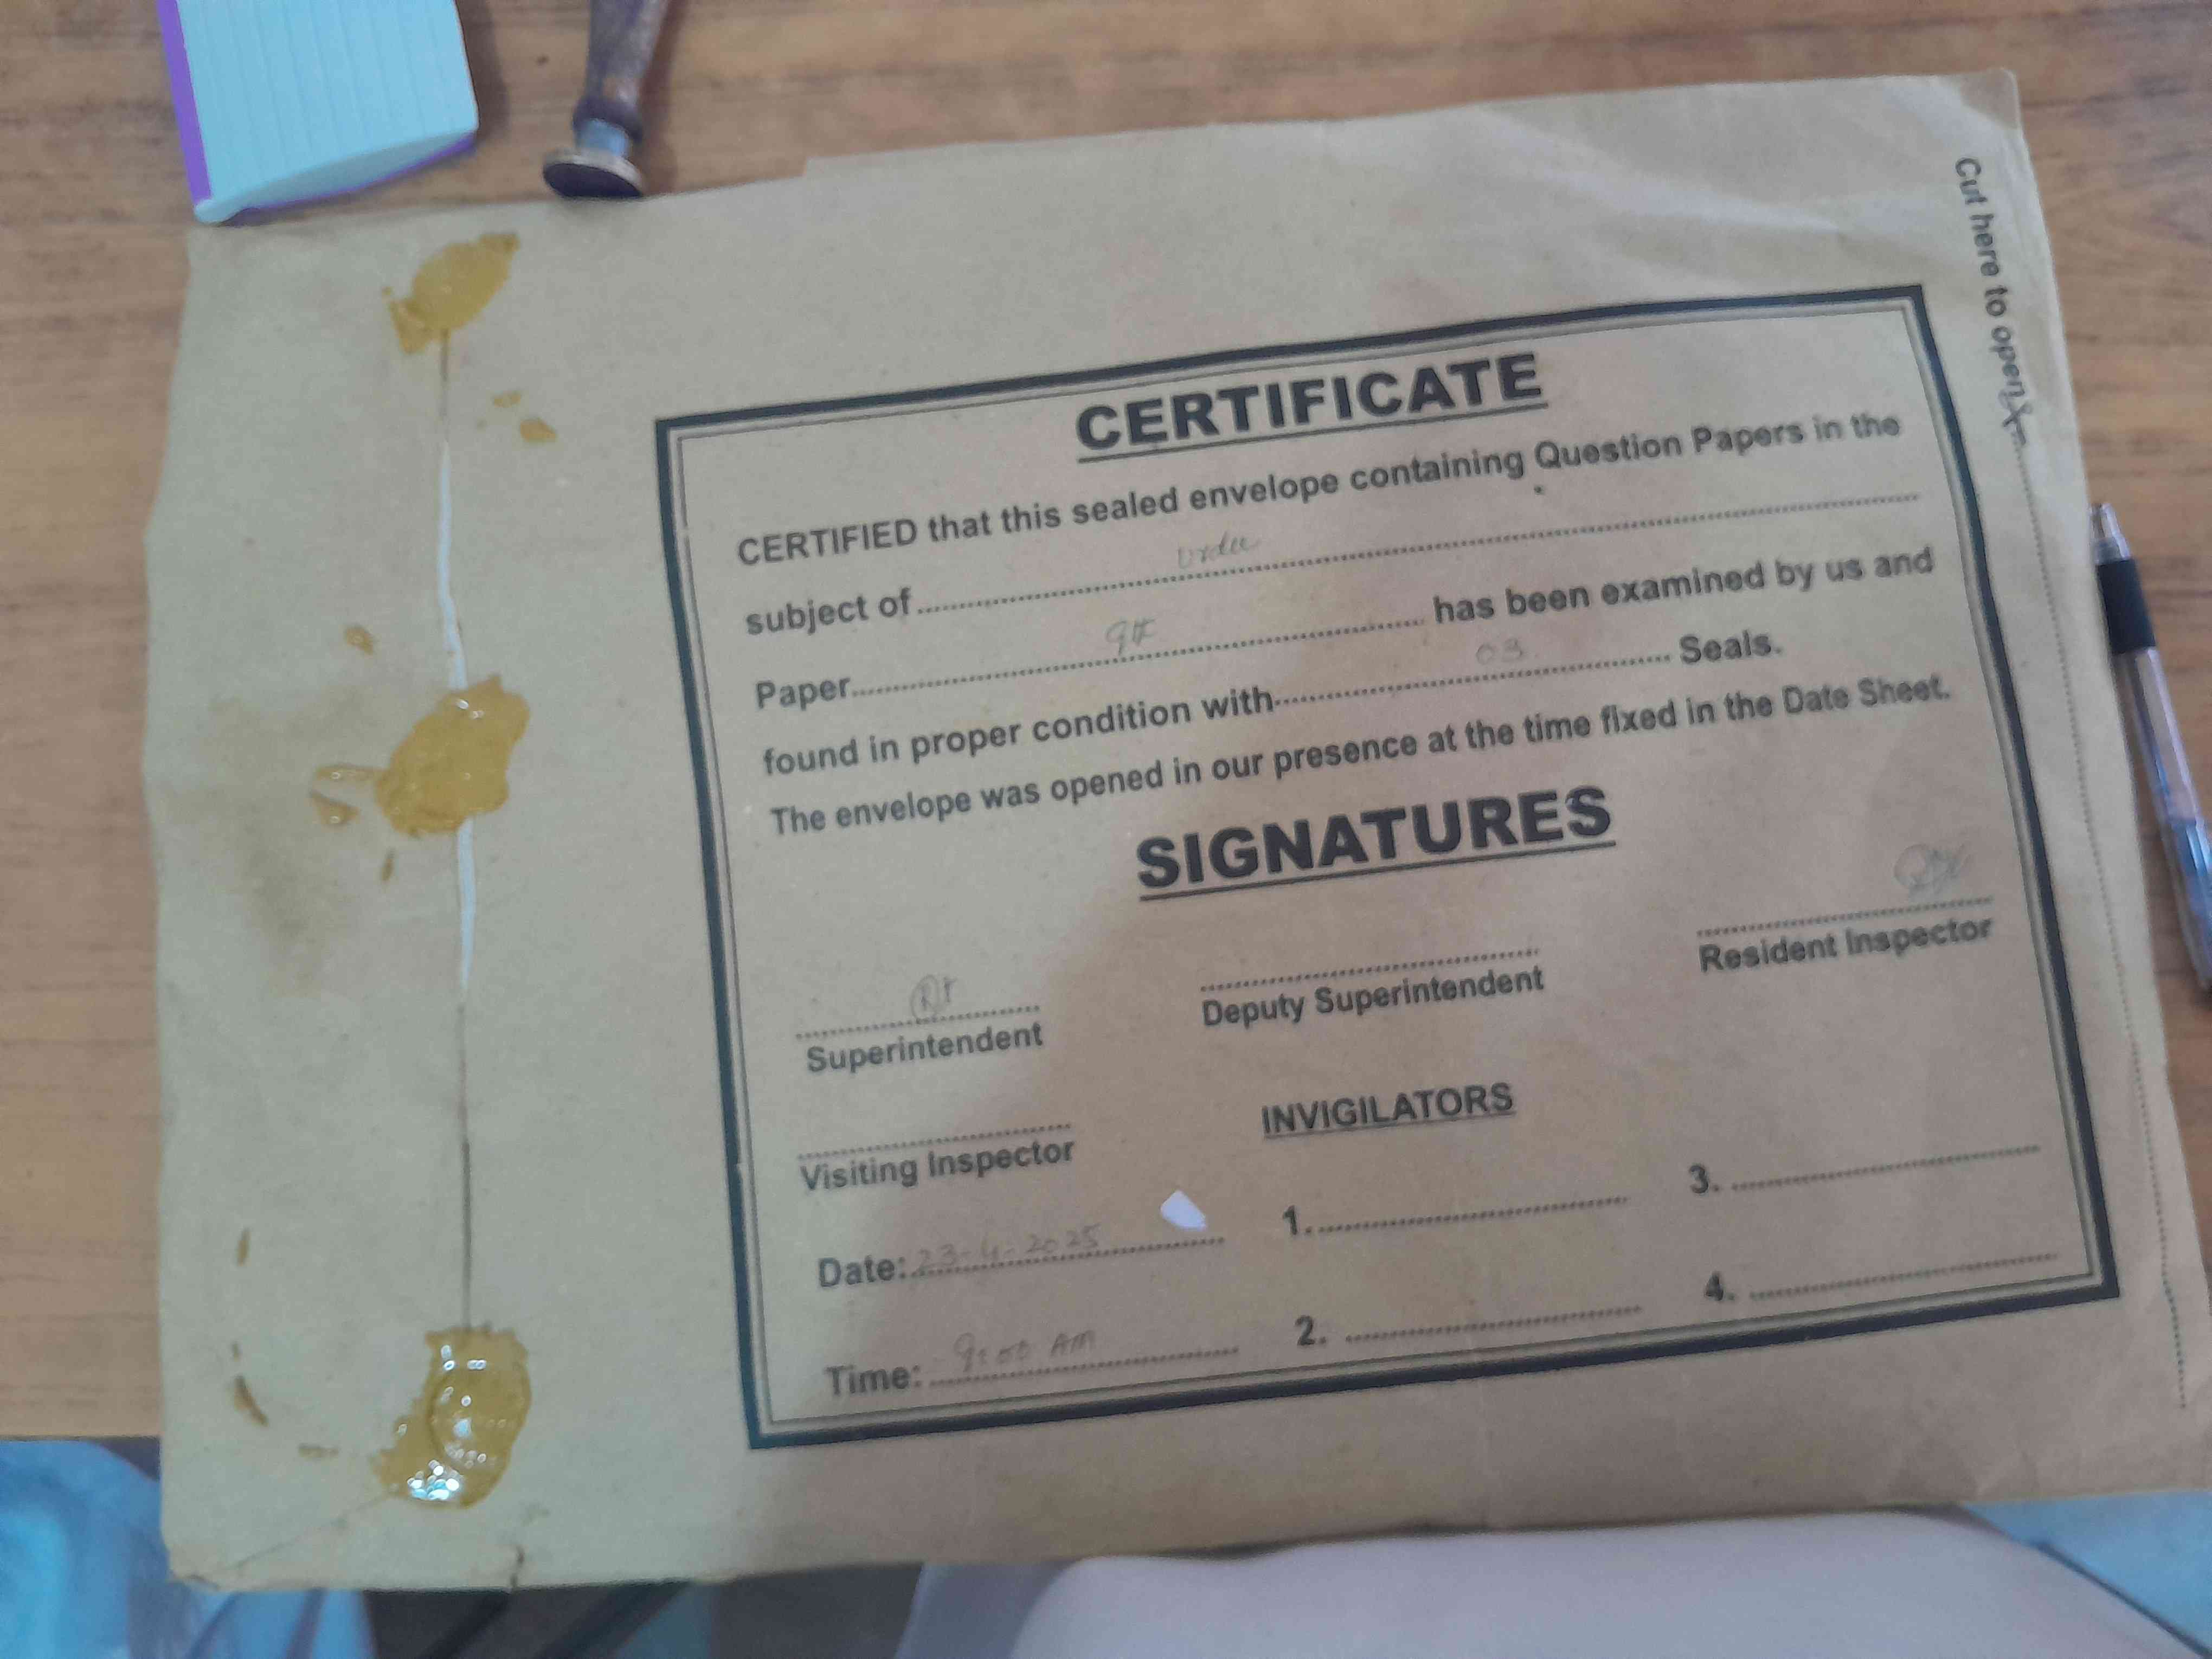 Cut here to open
CERTIFICATE
CERTIFIED that this sealed envelope containing Question Papers in the
subject of Urdu
Paper 9th has been examined by us and
found in proper condition with 03 Seals.
The envelope was opened in our presence at the time fixed in the Date Sheet.
SIGNATURES
Superintendent
Deputy Superintendent
Resident Inspector
Visiting Inspector
INVIGILATORS
Date: 23-4-2025
1.
3.
Time: 9:00 AM
2.
4.